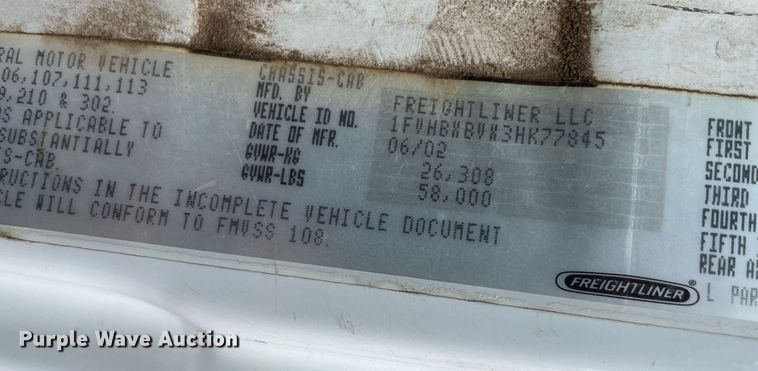 RAL MOTOR VEHICLE
06,107,111,113
9,210 & 302.
S APPLICABLE TO
SUBSTANTIALLY
S-CAB.
RUCTIONS IN THE INCOMPLETE VEHICLE DOCUMENT
CLE WILL CONFORM TO FMVSS 108.
CHASSIS-CAB
MFD. BY FREIGHTLINER LLC
VEHICLE ID NO.
DATE OF MFR. 06/02
GVWR-KG 26,308
GVWR-LBS 58,000
FRONT
FIRST
SECOND
THIRD
FOURTH
FIFTH
REAR A
FREIGHTLINER®
L PAR
Purple Wave Auction